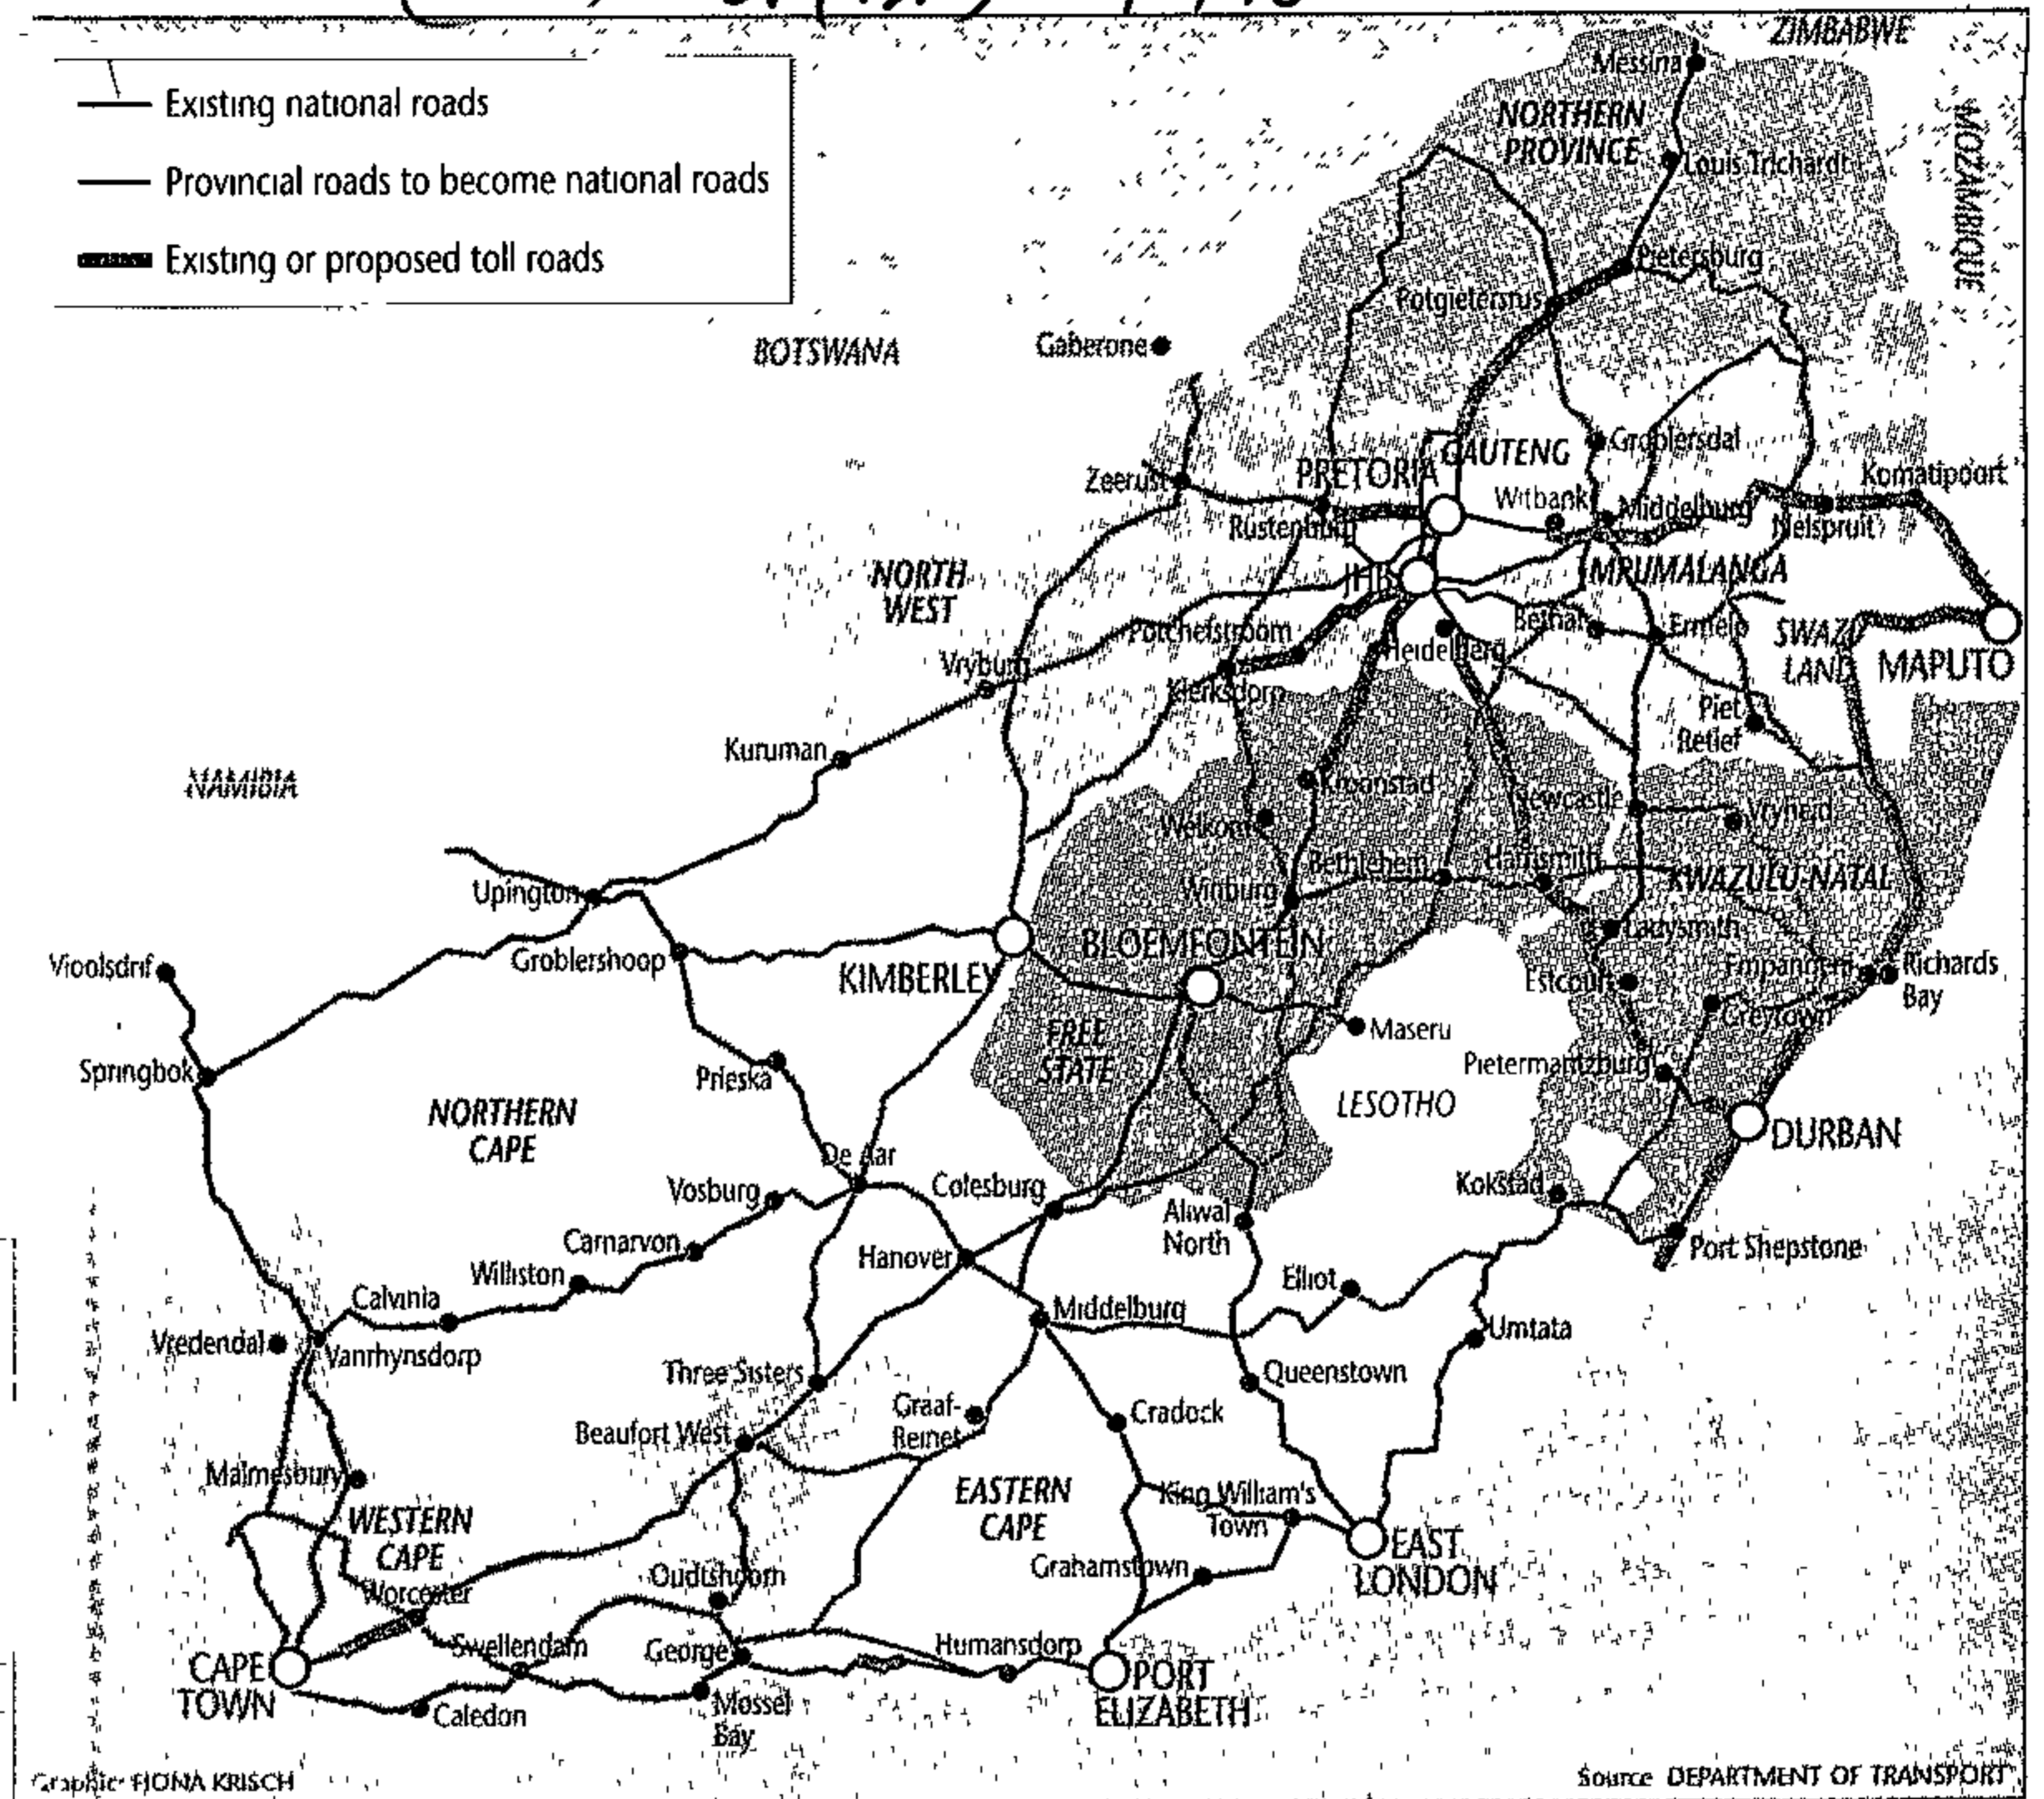 Existing national roads
Provincial roads to become national roads
Existing or proposed toll roads
ZIMBABWE
Messina
NORTHERN
PROVINCE
Louis Trichardt
MOZAMBIQUE
Pietersburg
Potgietersrus
BOTSWANA
Gaberone
GAUTENG
Groblersdal
PRETORIA
Zeerust
Komatipoort
Witbank
Middelburg
Rustenburg
Nelspruit
NORTH
WEST
JHB
MRUMALANGA
Potchefstroom
Bethal
Ermelo
SWAZI
LAND
MAPUTO
Heidelberg
Vryburg
Klerksdorp
Piet
Retief
Kuruman
NAMIBIA
Kroonstad
Newcastle
Vryheid
Welkom
Bethlehem
Harrismith
KWAZULU-NATAL
Upington
Winburg
Ladysmith
BLOEMFONTEIN
Vioolsdrif
Groblershoop
KIMBERLEY
Estcourt
Empangeni
Richards
Bay
Greytown
FREE
STATE
Maseru
Springbok
Prieska
Pietermaritzburg
LESOTHO
NORTHERN
CAPE
DURBAN
De Aar
Vosburg
Colesburg
Kokstad
Aliwal
North
Carnarvon
Hanover
Port Shepstone
Williston
Elliot
Calvinia
Middelburg
Umtata
Vredendal
Vanrhynsdorp
Three Sisters
Queenstown
Graaf-
Reinet
Cradock
Beaufort West
Malmesbury
EASTERN
CAPE
King William's
Town
WESTERN
CAPE
EAST
LONDON
Oudtshoorn
Grahamstown
Worcester
Swellendam
George
Humansdorp
CAPE
TOWN
PORT
ELIZABETH
Mossel
Bay
Caledon
Graphic: FIONA KRISCH
Source DEPARTMENT OF TRANSPORT